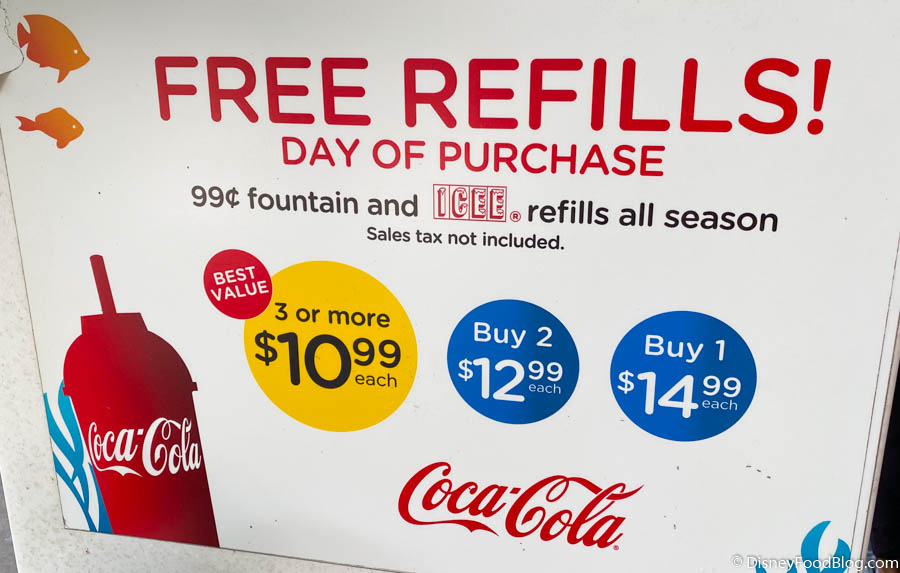 FREE REFILLS!
DAY OF PURCHASE
99¢ fountain and ICEE® refills all season
Sales tax not included.
BEST
VALUE
3 or more
$10.99
each
Buy 2
$12.99
each
Buy 1
$14.99
each
Coca-Cola
Coca-Cola®
© DisneyFoodBlog.com